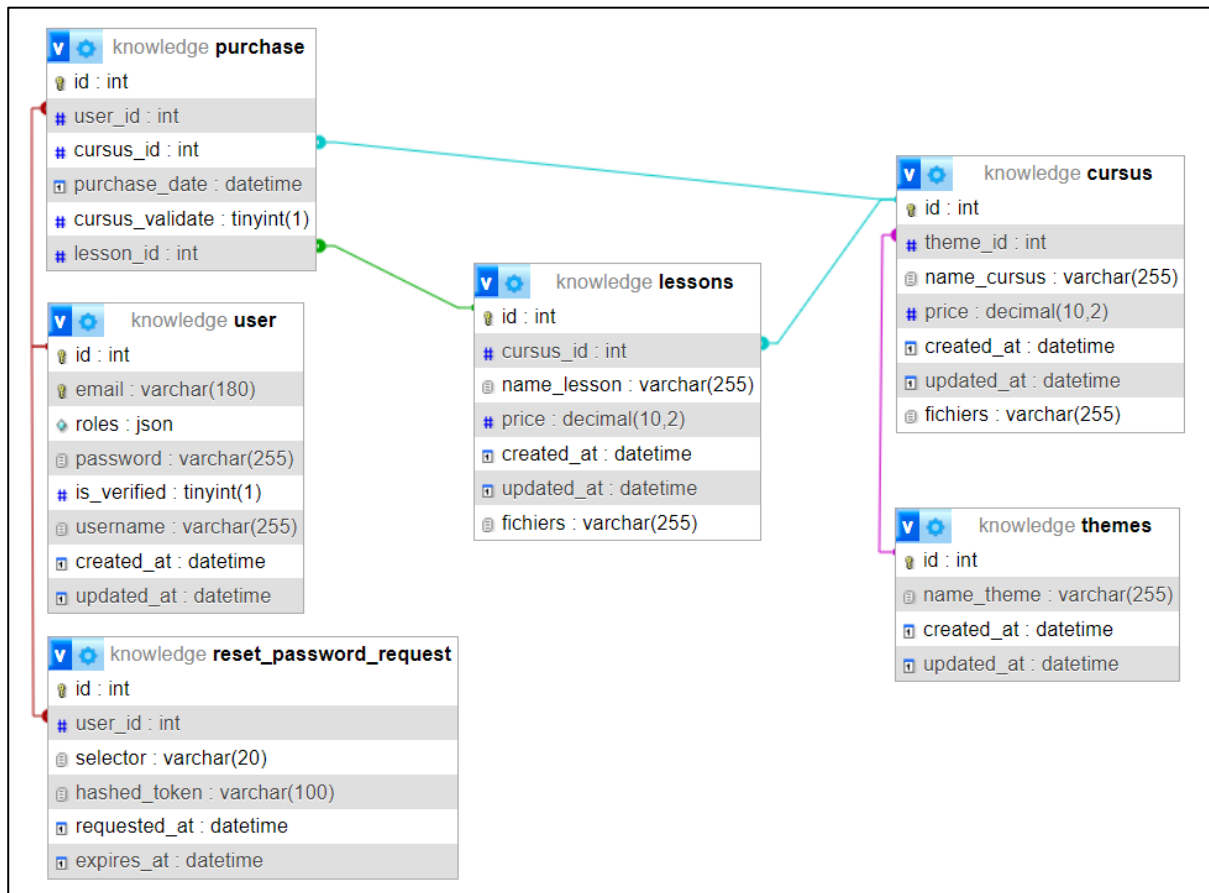 knowledge purchase
id : int
user_id : int
cursus_id : int
purchase_date : datetime
cursus_validate : tinyint(1)
lesson_id : int
knowledge user
id : int
email : varchar(180)
roles : json
password : varchar(255)
is_verified : tinyint(1)
username : varchar(255)
created_at : datetime
updated_at : datetime
knowledge reset_password_request
id : int
user_id : int
selector : varchar(20)
hashed_token : varchar(100)
requested_at : datetime
expires_at : datetime
knowledge lessons
id : int
cursus_id : int
name_lesson : varchar(255)
price : decimal(10,2)
created_at : datetime
updated_at : datetime
fichiers : varchar(255)
knowledge cursus
id : int
theme_id : int
name_cursus : varchar(255)
price : decimal(10,2)
created_at : datetime
updated_at : datetime
fichiers : varchar(255)
knowledge themes
id : int
name_theme : varchar(255)
created_at : datetime
updated_at : datetime